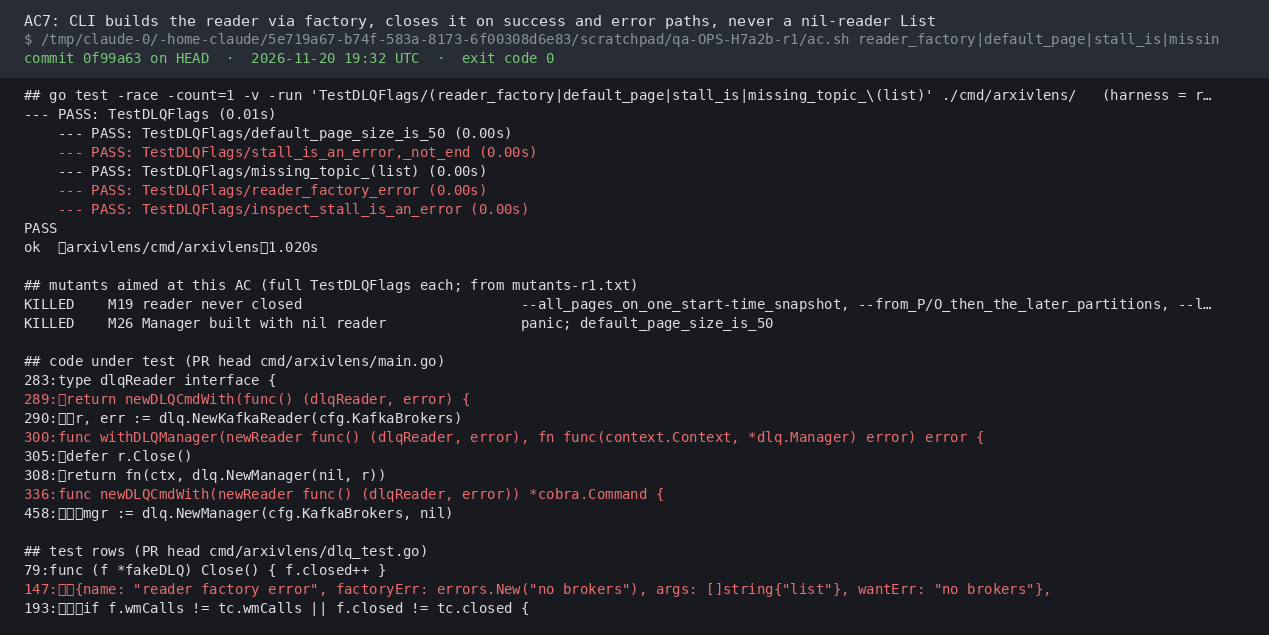 AC7: CLI builds the reader via factory, closes it on success and error paths, never a nil-reader List
$ /tmp/claude-0/-home-claude/5e719a67-b74f-583a-8173-6f00308d6e83/scratchpad/qa-OPS-H7a2b-r1/ac.sh reader_factory|default_page|stall_is|missin
commit 0f99a63 on HEAD · 2026-11-20 19:32 UTC · exit code 0
## go test -race -count=1 -v -run 'TestDLQFlags/(reader_factory|default_page|stall_is|missing_topic_\(list)' ./cmd/arxivlens/ (harness = r…
--- PASS: TestDLQFlags (0.01s)
--- PASS: TestDLQFlags/default_page_size_is_50 (0.00s)
--- PASS: TestDLQFlags/stall_is_an_error,_not_end (0.00s)
--- PASS: TestDLQFlags/missing_topic_(list) (0.00s)
--- PASS: TestDLQFlags/reader_factory_error (0.00s)
--- PASS: TestDLQFlags/inspect_stall_is_an_error (0.00s)
PASS
ok arxivlens/cmd/arxivlens 1.020s
## mutants aimed at this AC (full TestDLQFlags each; from mutants-r1.txt)
KILLED M19 reader never closed --all_pages_on_one_start-time_snapshot, --from_P/O_then_the_later_partitions, --l…
KILLED M26 Manager built with nil reader panic; default_page_size_is_50
## code under test (PR head cmd/arxivlens/main.go)
283:type dlqReader interface {
289: return newDLQCmdWith(func() (dlqReader, error) {
290: r, err := dlq.NewKafkaReader(cfg.KafkaBrokers)
300:func withDLQManager(newReader func() (dlqReader, error), fn func(context.Context, *dlq.Manager) error) error {
305: defer r.Close()
308: return fn(ctx, dlq.NewManager(nil, r))
336:func newDLQCmdWith(newReader func() (dlqReader, error)) *cobra.Command {
458: mgr := dlq.NewManager(cfg.KafkaBrokers, nil)
## test rows (PR head cmd/arxivlens/dlq_test.go)
79:func (f *fakeDLQ) Close() { f.closed++ }
147: {name: "reader factory error", factoryErr: errors.New("no brokers"), args: []string{"list"}, wantErr: "no brokers"},
193: if f.wmCalls != tc.wmCalls || f.closed != tc.closed {